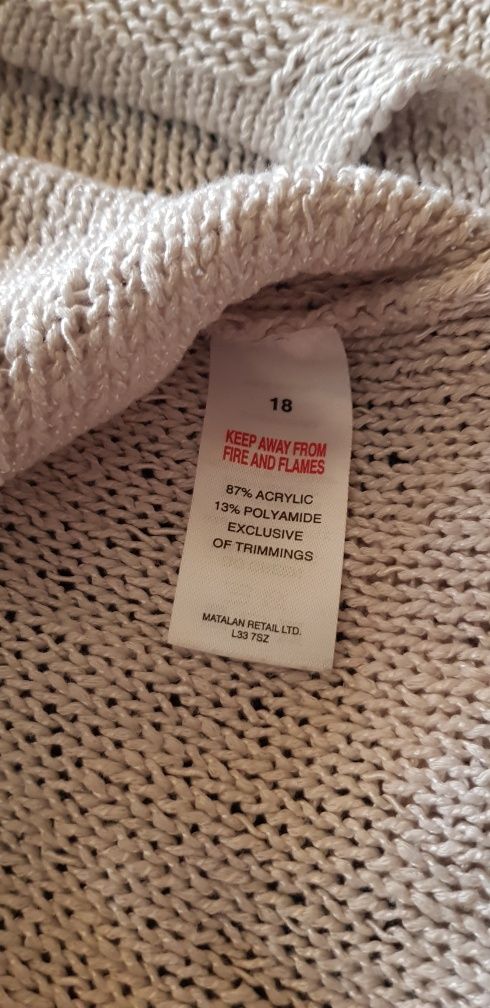 18
KEEP AWAY FROM
FIRE AND FLAMES
87% ACRYLIC
13% POLYAMIDE
EXCLUSIVE
OF TRIMMINGS
MATALAN RETAIL LTD.
L33 7SZ